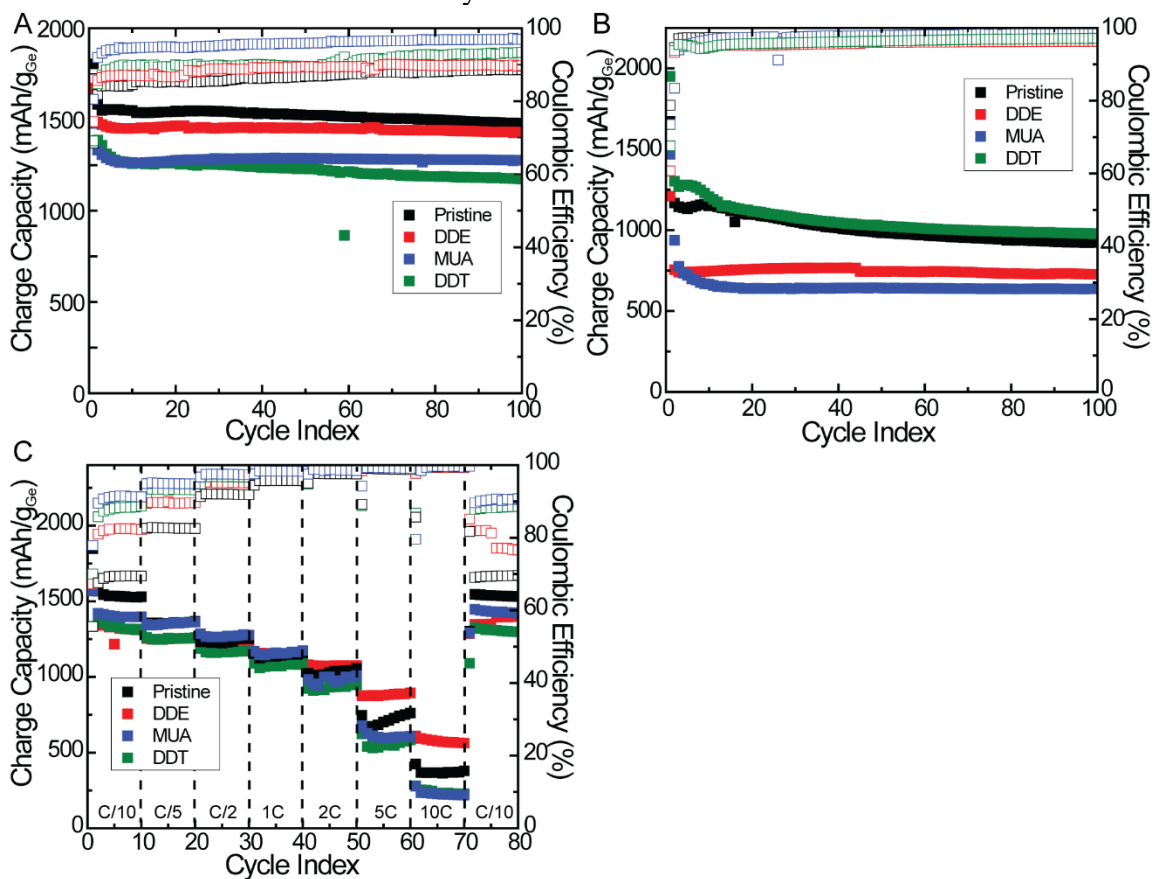 A
Charge Capacity (mAh/gGe)
2000
1500
1000
500
0
0 20 40 60 80 100
Cycle Index
100
80
60
40
20
0
Coulombic Efficiency (%)
Pristine
DDE
MUA
DDT
B
Charge Capacity (mAh/gGe)
2000
1500
1000
500
0
0 20 40 60 80 100
Cycle Index
100
80
60
40
20
0
Coulombic Efficiency (%)
Pristine
DDE
MUA
DDT
C
Charge Capacity (mAh/gGe)
2000
1500
1000
500
0
Pristine
DDE
MUA
DDT
C/10 C/5 C/2 1C 2C 5C 10C C/10
0 10 20 30 40 50 60 70 80
Cycle Index
100
80
60
40
20
0
Coulombic Efficiency (%)